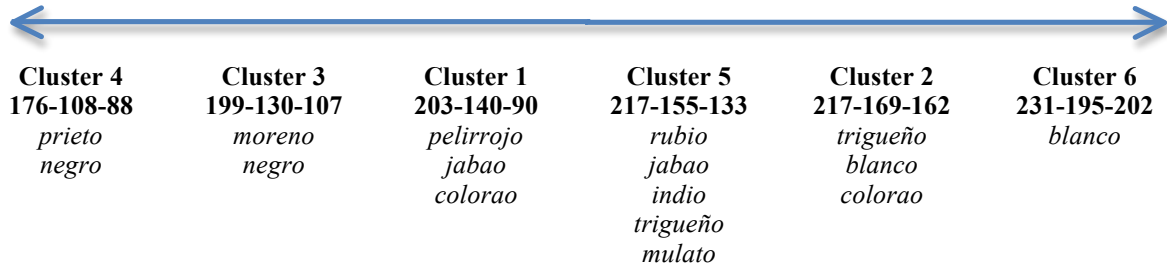 Cluster 4 Cluster 3 Cluster 1 Cluster 5 Cluster 2 Cluster 6
176-108-88 199-130-107 203-140-90 217-155-133 217-169-162 231-195-202
prieto moreno pelirrojo rubio trigueño blanco
negro negro jabao jabao blanco
colorao indio colorao
trigueño
mulato